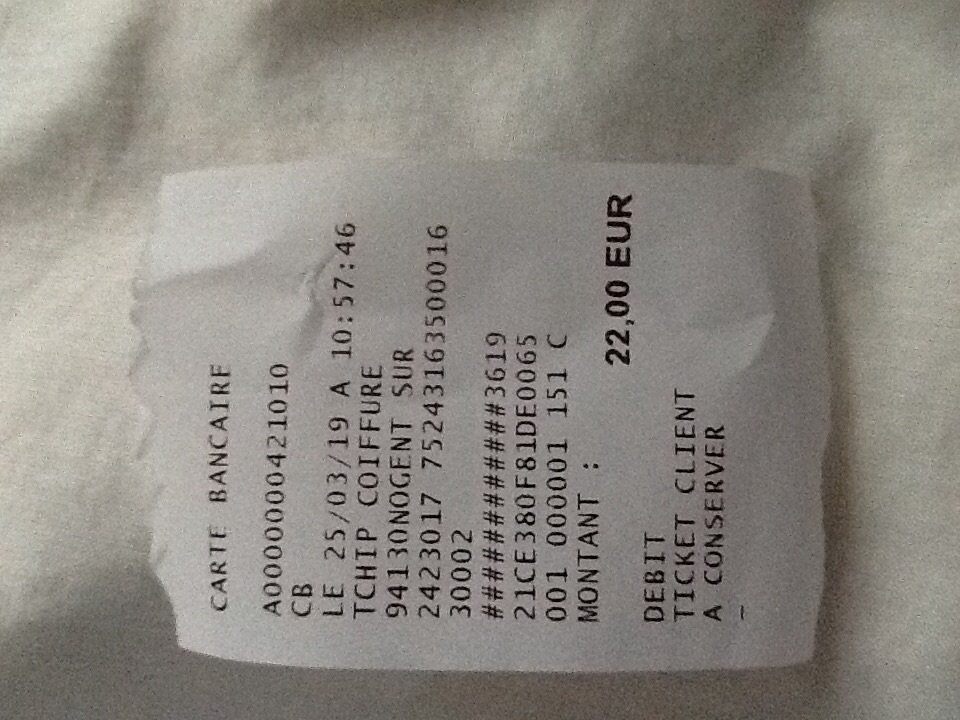 CARTE BANCAIRE
A0000000421010
CB
LE 25/03/19 A 10:57:46
TCHIP COIFFURE
94130NOGENT SUR
2423017 75243163500016
30002
############3619
21CE380F81DE0065
001 000001 151 C
MONTANT :
22,00 EUR
DEBIT
TICKET CLIENT
A CONSERVER
_